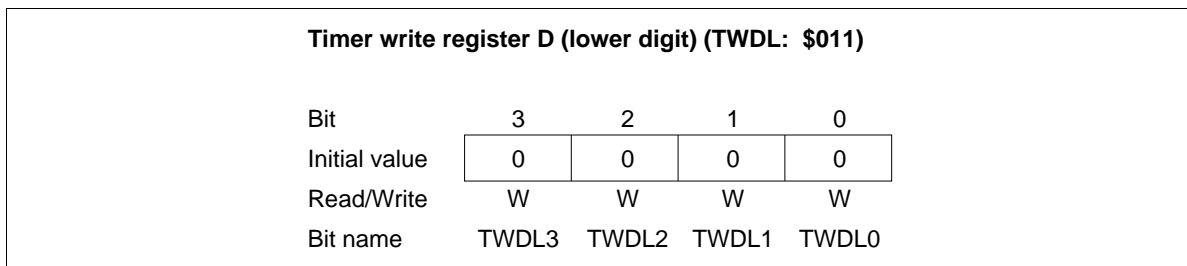 Timer write register D (lower digit) (TWDL: $011)
Bit 3 2 1 0
Initial value 0 0 0 0
Read/Write W W W W
Bit name TWDL3 TWDL2 TWDL1 TWDL0